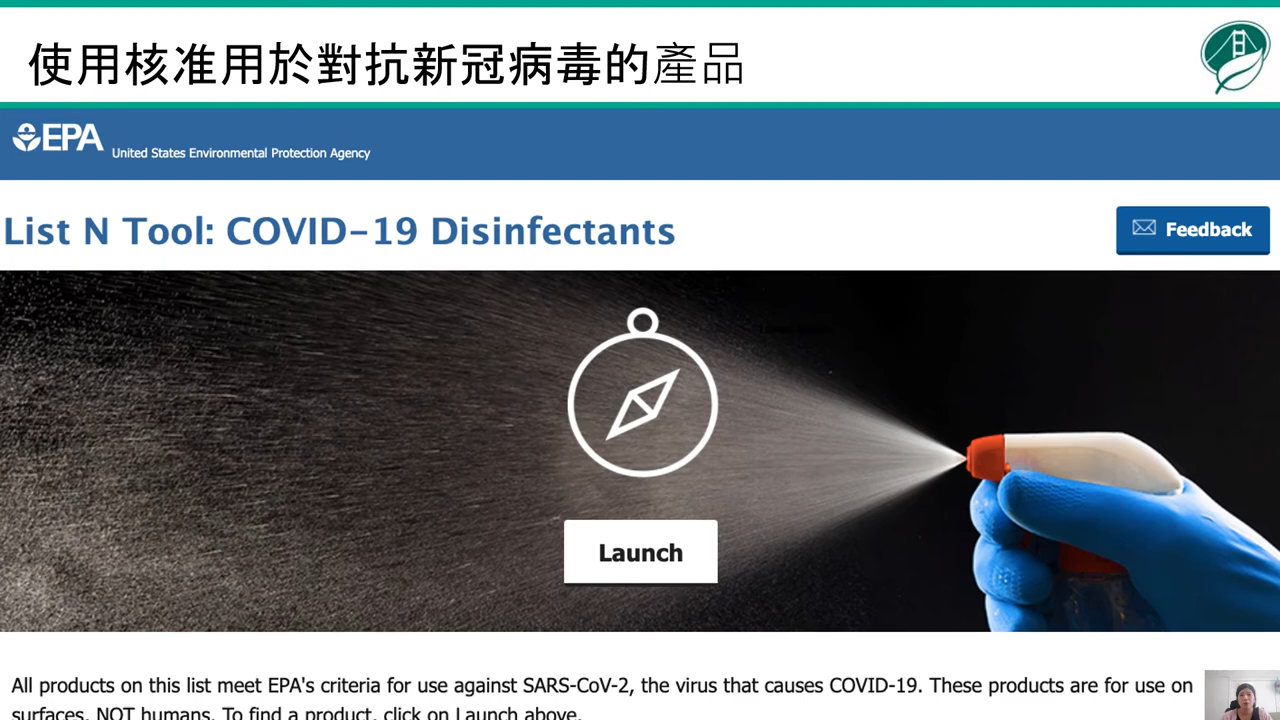 使用核准用於對抗新冠病毒的產品
EPA
United States Environmental Protection Agency
List N Tool: COVID-19 Disinfectants
Feedback
Launch
All products on this list meet EPA's criteria for use against SARS-CoV-2, the virus that causes COVID-19. These products are for use on
surfaces, NOT humans. To find a product, click on Launch above.